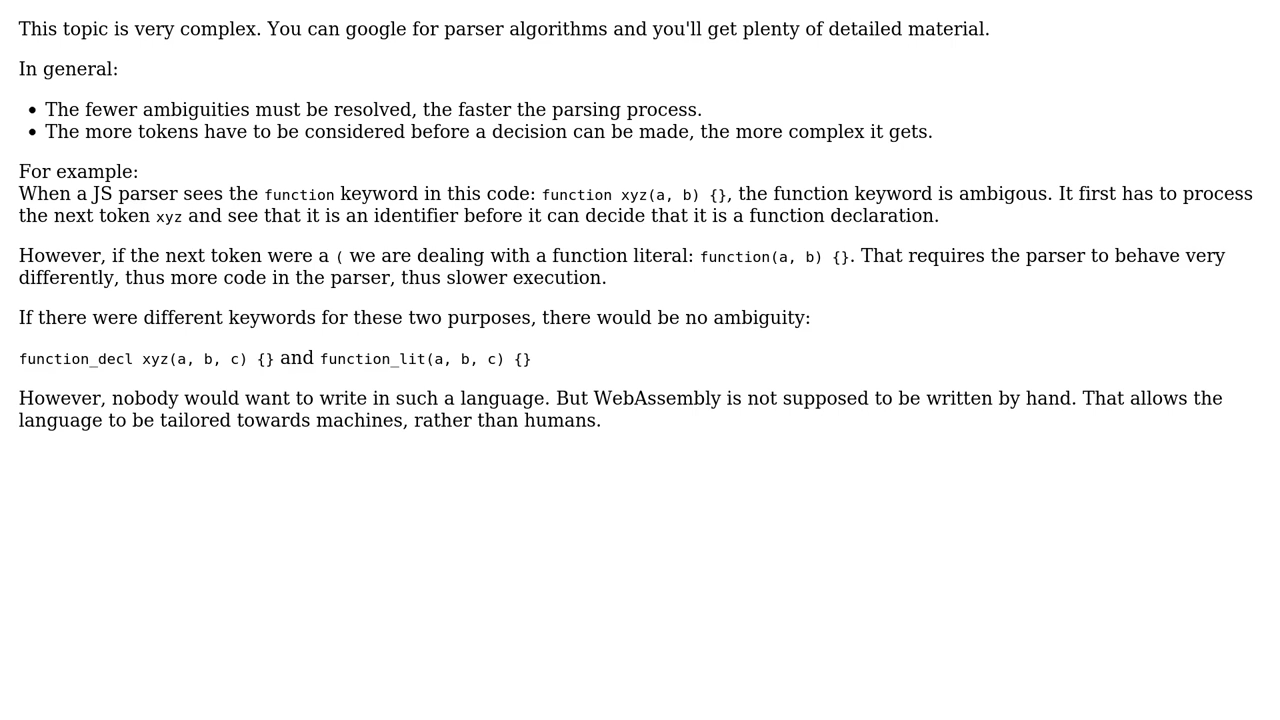 This topic is very complex. You can google for parser algorithms and you'll get plenty of detailed material.
In general:
• The fewer ambiguities must be resolved, the faster the parsing process.
• The more tokens have to be considered before a decision can be made, the more complex it gets.
For example:
When a JS parser sees the function keyword in this code: function xyz(a, b) {}, the function keyword is ambigous. It first has to process
the next token xyz and see that it is an identifier before it can decide that it is a function declaration.
However, if the next token were a ( we are dealing with a function literal: function(a, b) {}. That requires the parser to behave very
differently, thus more code in the parser, thus slower execution.
If there were different keywords for these two purposes, there would be no ambiguity:
function_decl xyz(a, b, c) {} and function_lit(a, b, c) {}
However, nobody would want to write in such a language. But WebAssembly is not supposed to be written by hand. That allows the
language to be tailored towards machines, rather than humans.